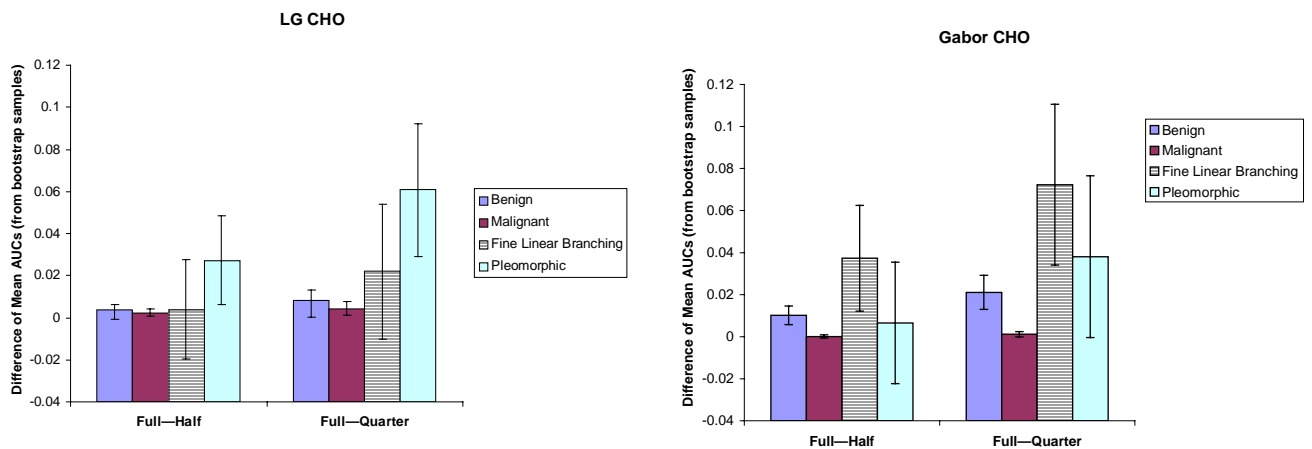 LG CHO
Difference of Mean AUCs (from bootstrap samples)
0.12
0.1
0.08
0.06
0.04
0.02
0
-0.02
-0.04
Full—Half
Full—Quarter
Benign
Malignant
Fine Linear Branching
Pleomorphic
Gabor CHO
Difference of Mean AUCs (from bootstrap samples)
0.12
0.1
0.08
0.06
0.04
0.02
0
-0.02
-0.04
Full—Half
Full—Quarter
Benign
Malignant
Fine Linear Branching
Pleomorphic